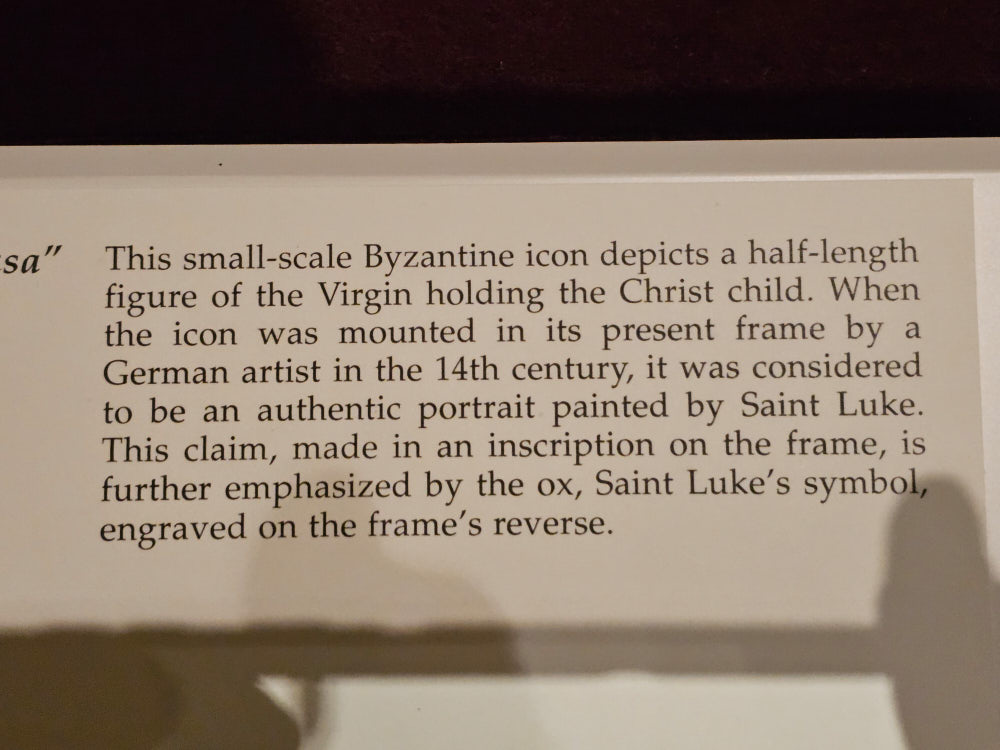 This small-scale Byzantine icon depicts a half-length
figure of the Virgin holding the Christ child. When
the icon was mounted in its present frame by a
German artist in the 14th century, it was considered
to be an authentic portrait painted by Saint Luke.
This claim, made in an inscription on the frame, is
further emphasized by the ox, Saint Luke's symbol,
engraved on the frame's reverse.